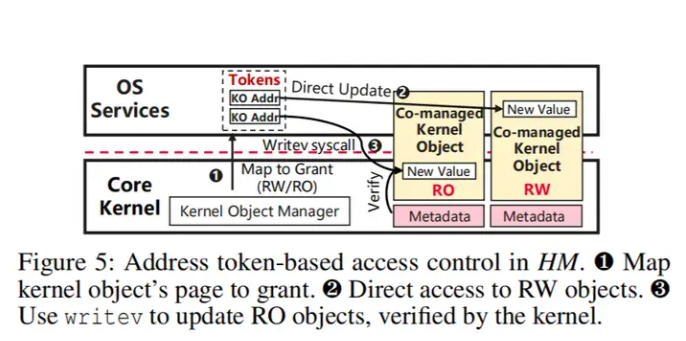 OS
Services
Tokens
KO Addr
KO Addr
Direct Update ❷
Co-managed
Kernel
Object
New Value
RO
Metadata
New Value
Co-managed
Kernel
Object
RW
Metadata
Writev syscall ❸
❶ Map to Grant
(RW/RO)
Verify
Core
Kernel
Kernel Object Manager
Figure 5: Address token-based access control in HM. ❶ Map
kernel object's page to grant. ❷ Direct access to RW objects. ❸
Use writev to update RO objects, verified by the kernel.